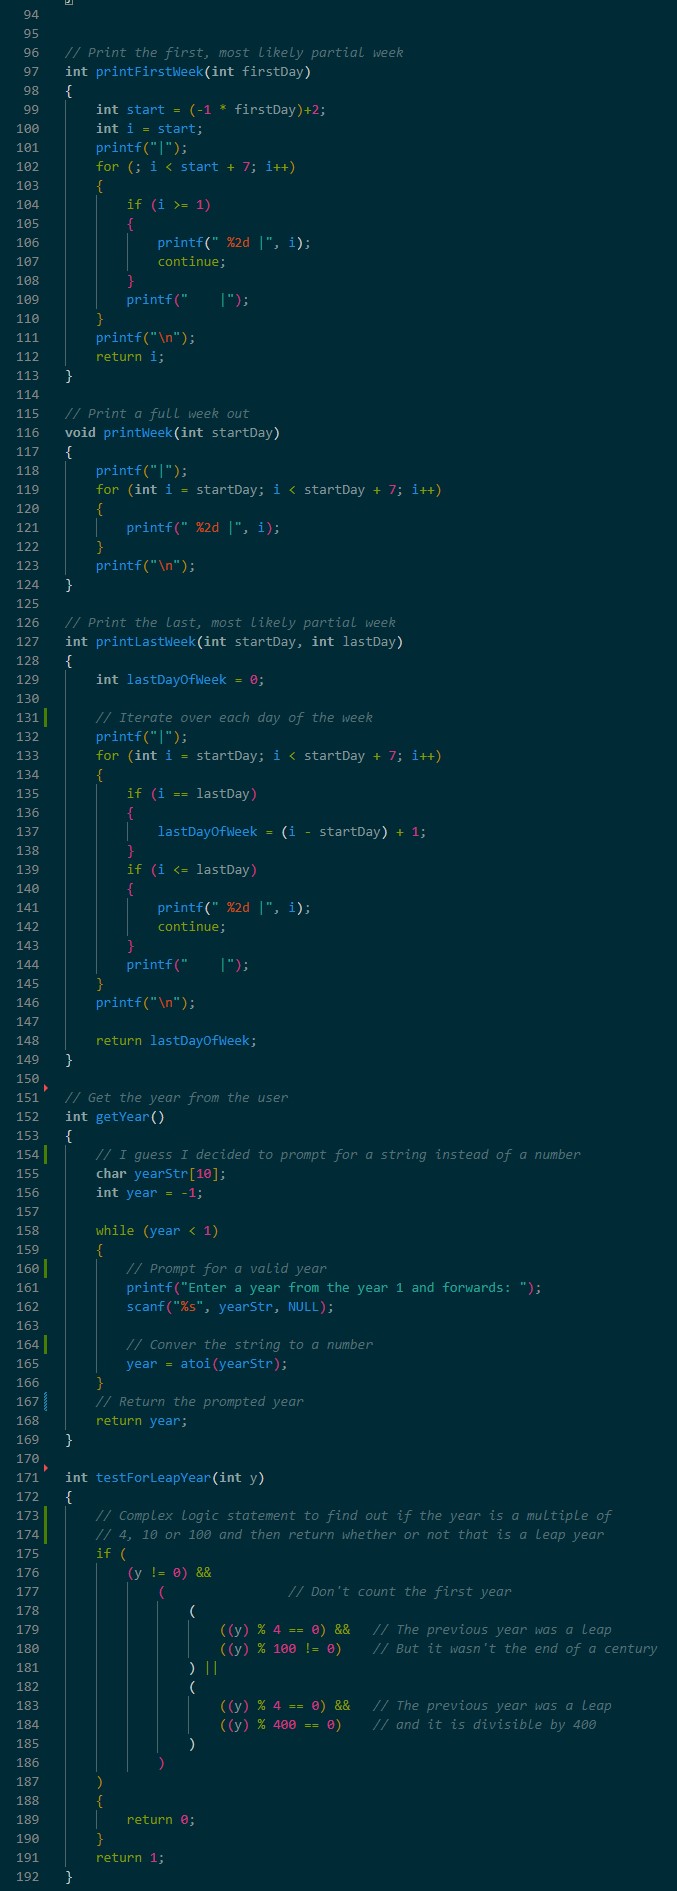 94
95
96 // Print the first, most likely partial week
97 int printFirstWeek(int firstDay)
98 {
99 int start = (-1 * firstDay)+2;
100 int i = start;
101 printf("|");
102 for (; i < start + 7; i++)
103 {
104 if (i >= 1)
105 {
106 printf(" %2d |", i);
107 continue;
108 }
109 printf("    |");
110 }
111 printf("\n");
112 return i;
113 }
114
115 // Print a full week out
116 void printWeek(int startDay)
117 {
118 printf("|");
119 for (int i = startDay; i < startDay + 7; i++)
120 {
121 printf(" %2d |", i);
122 }
123 printf("\n");
124 }
125
126 // Print the last, most likely partial week
127 int printLastWeek(int startDay, int lastDay)
128 {
129 int lastDayOfWeek = 0;
130
131 // Iterate over each day of the week
132 printf("|");
133 for (int i = startDay; i < startDay + 7; i++)
134 {
135 if (i == lastDay)
136 {
137 lastDayOfWeek = (i - startDay) + 1;
138 }
139 if (i <= lastDay)
140 {
141 printf(" %2d |", i);
142 continue;
143 }
144 printf("    |");
145 }
146 printf("\n");
147
148 return lastDayOfWeek;
149 }
150
151 // Get the year from the user
152 int getYear()
153 {
154 // I guess I decided to prompt for a string instead of a number
155 char yearStr[10];
156 int year = -1;
157
158 while (year < 1)
159 {
160 // Prompt for a valid year
161 printf("Enter a year from the year 1 and forwards: ");
162 scanf("%s", yearStr, NULL);
163
164 // Conver the string to a number
165 year = atoi(yearStr);
166 }
167 // Return the prompted year
168 return year;
169 }
170
171 int testForLeapYear(int y)
172 {
173 // Complex logic statement to find out if the year is a multiple of
174 // 4, 10 or 100 and then return whether or not that is a leap year
175 if (
176 (y != 0) &&
177 ( // Don't count the first year
178 (
179 ((y) % 4 == 0) && // The previous year was a leap
180 ((y) % 100 != 0) // But it wasn't the end of a century
181 ) ||
182 (
183 ((y) % 4 == 0) && // The previous year was a leap
184 ((y) % 400 == 0) // and it is divisible by 400
185 )
186 )
187 )
188 {
189 return 0;
190 }
191 return 1;
192 }